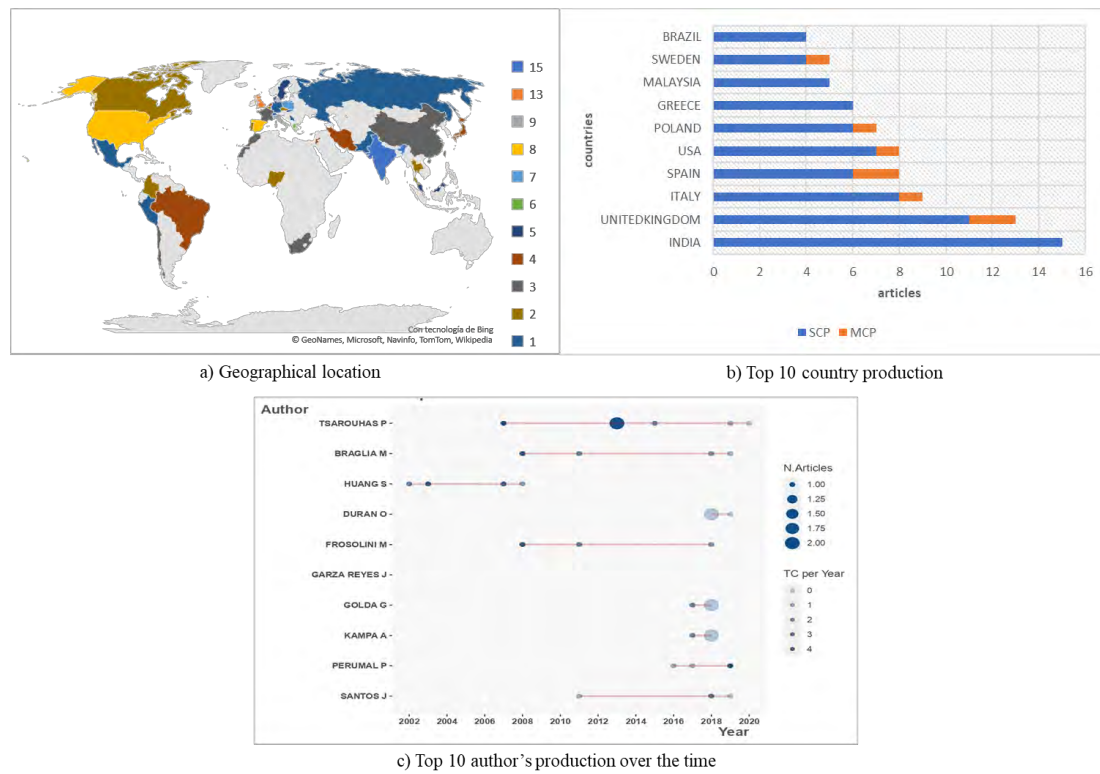 15
13
9
8
7
6
5
4
3
2
1
Con tecnología de Bing
© GeoNames, Microsoft, Navinfo, TomTom, Wikipedia
a) Geographical location
countries
BRAZIL
SWEDEN
MALAYSIA
GREECE
POLAND
USA
SPAIN
ITALY
UNITEDKINGDOM
INDIA
0 2 4 6 8 10 12 14 16
articles
SCP MCP
b) Top 10 country production
Author
TSAROUHAS P
BRAGLIA M
HUANG S
DURAN O
FROSOLINI M
GARZA REYES J
GOLDA G
KAMPA A
PERUMAL P
SANTOS J
2002 2004 2006 2008 2010 2012 2014 2016 2018 2020
Year
N.Articles
1.00
1.25
1.50
1.75
2.00
TC per Year
0
1
2
3
4
c) Top 10 author's production over the time